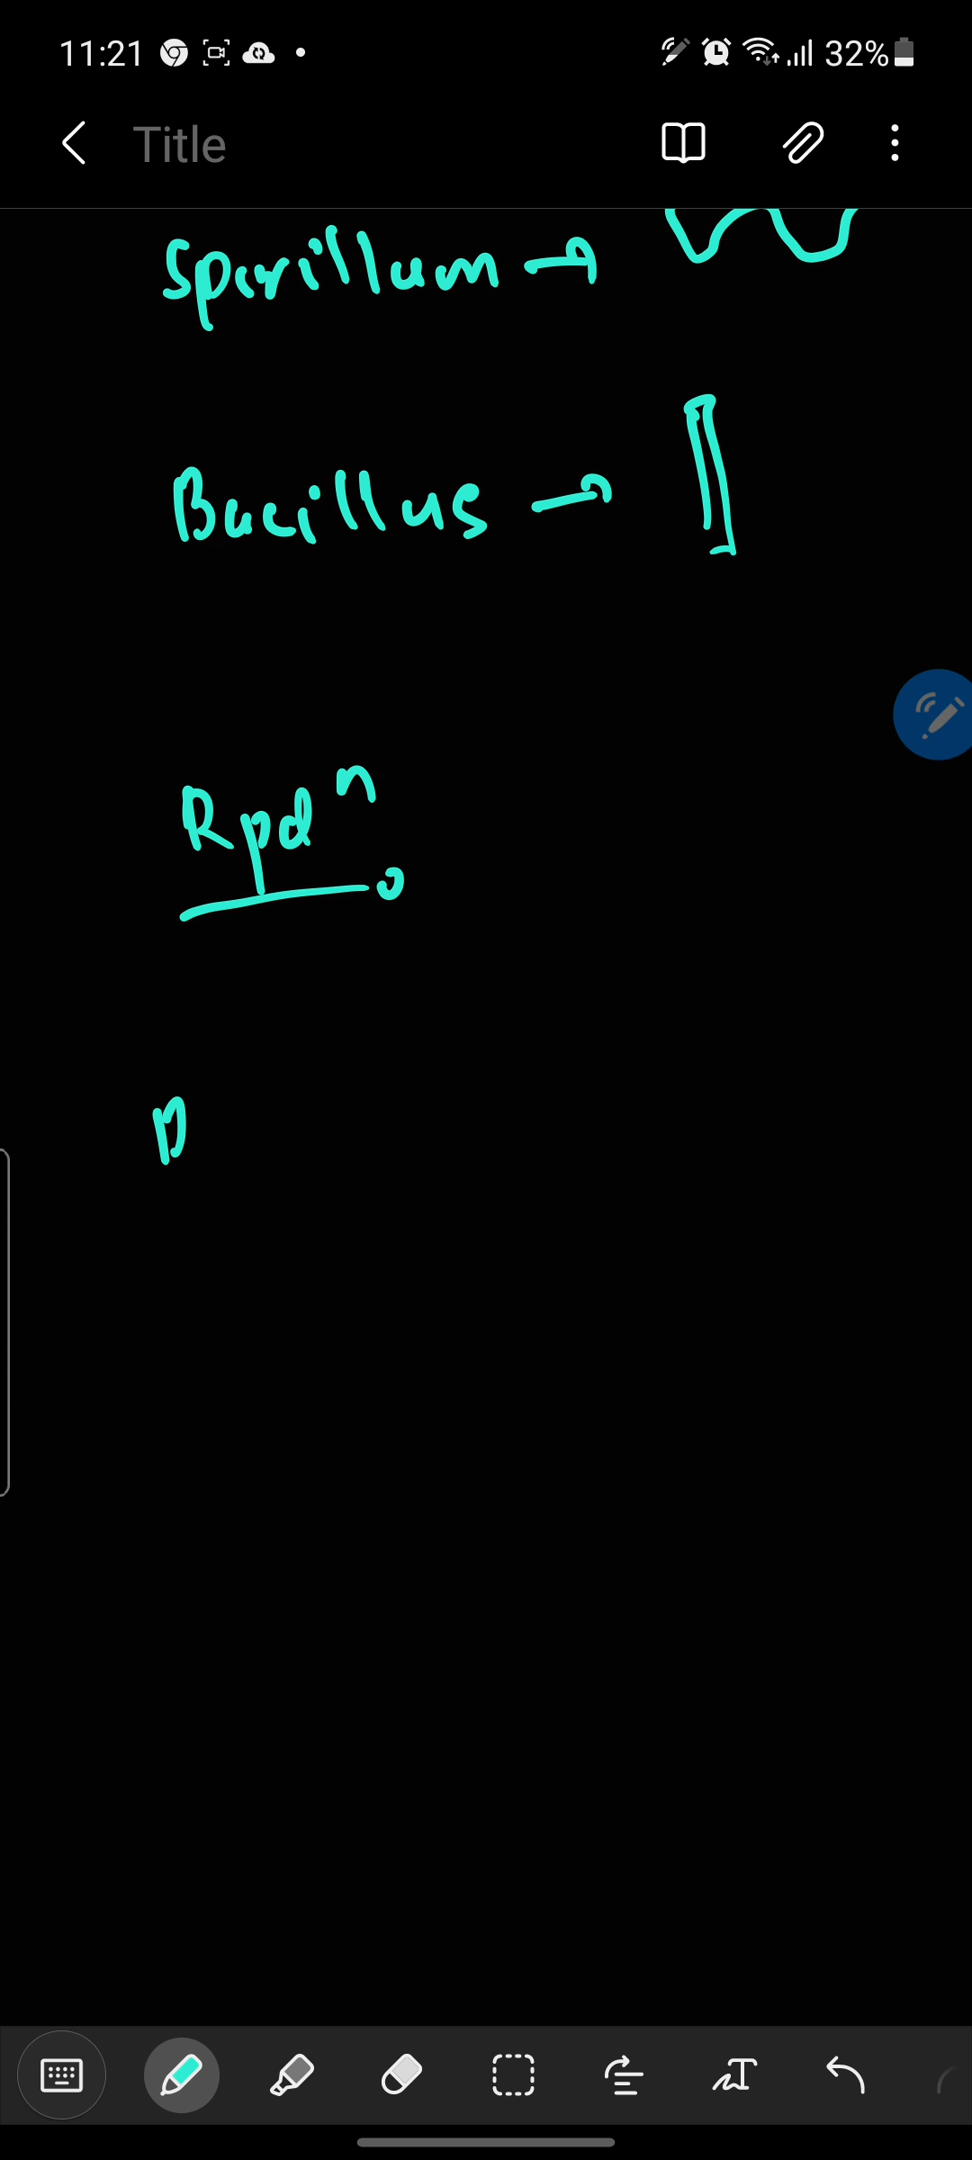 11:21 32%
Title
Spirillum →
Bacillus →
Rpdⁿ
D